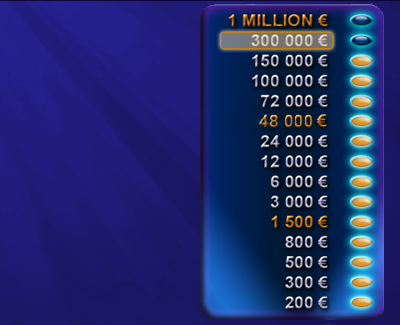 1 MILLION €
300 000 €
150 000 €
100 000 €
72 000 €
48 000 €
24 000 €
12 000 €
6 000 €
3 000 €
1 500 €
800 €
500 €
300 €
200 €